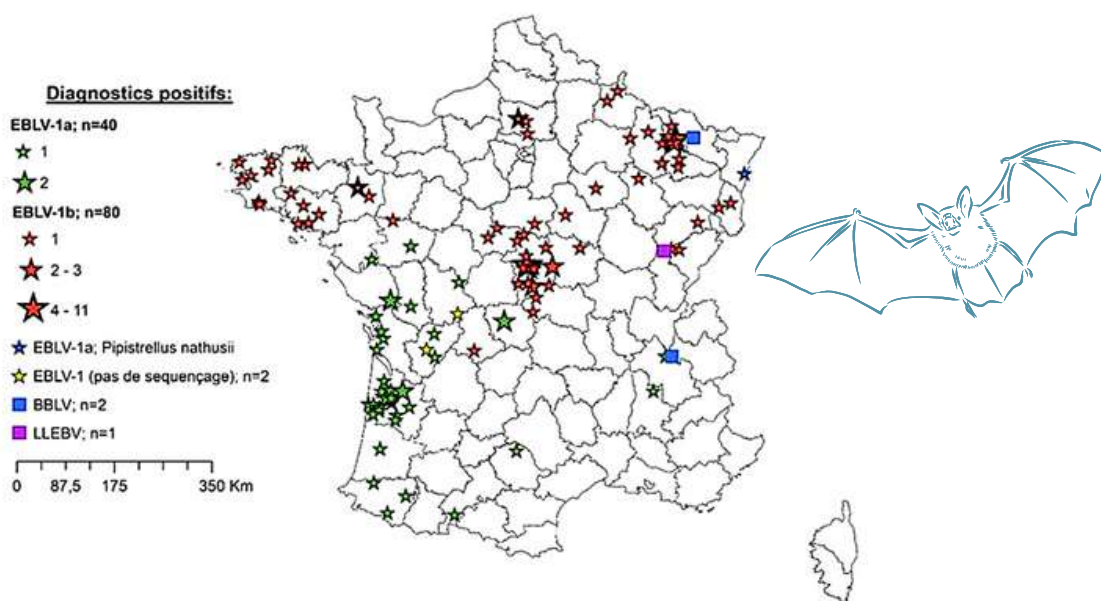 Diagnostics positifs:
EBLV-1a; n=40
1
2
EBLV-1b; n=80
1
2 - 3
4 - 11
EBLV-1a; Pipistrellus nathusii
EBLV-1 (pas de sequençage); n=2
BBLV; n=2
LLEBV; n=1
0 87,5 175 350 Km